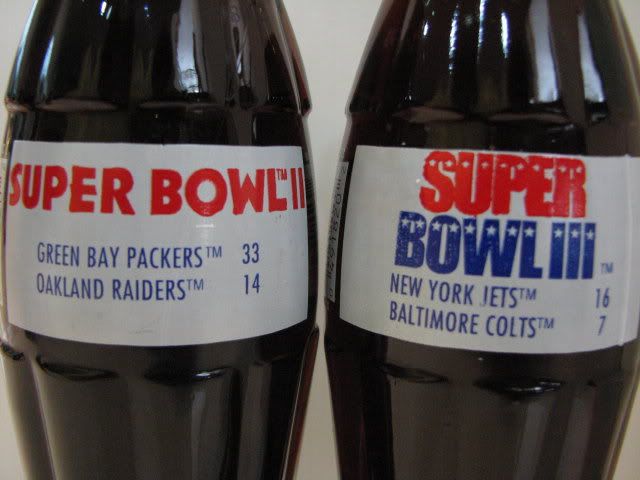 SUPER BOWL™ II
GREEN BAY PACKERS™ 33
OAKLAND RAIDERS™ 14
SUPER
BOWL III™
NEW YORK JETS™ 16
BALTIMORE COLTS™ 7